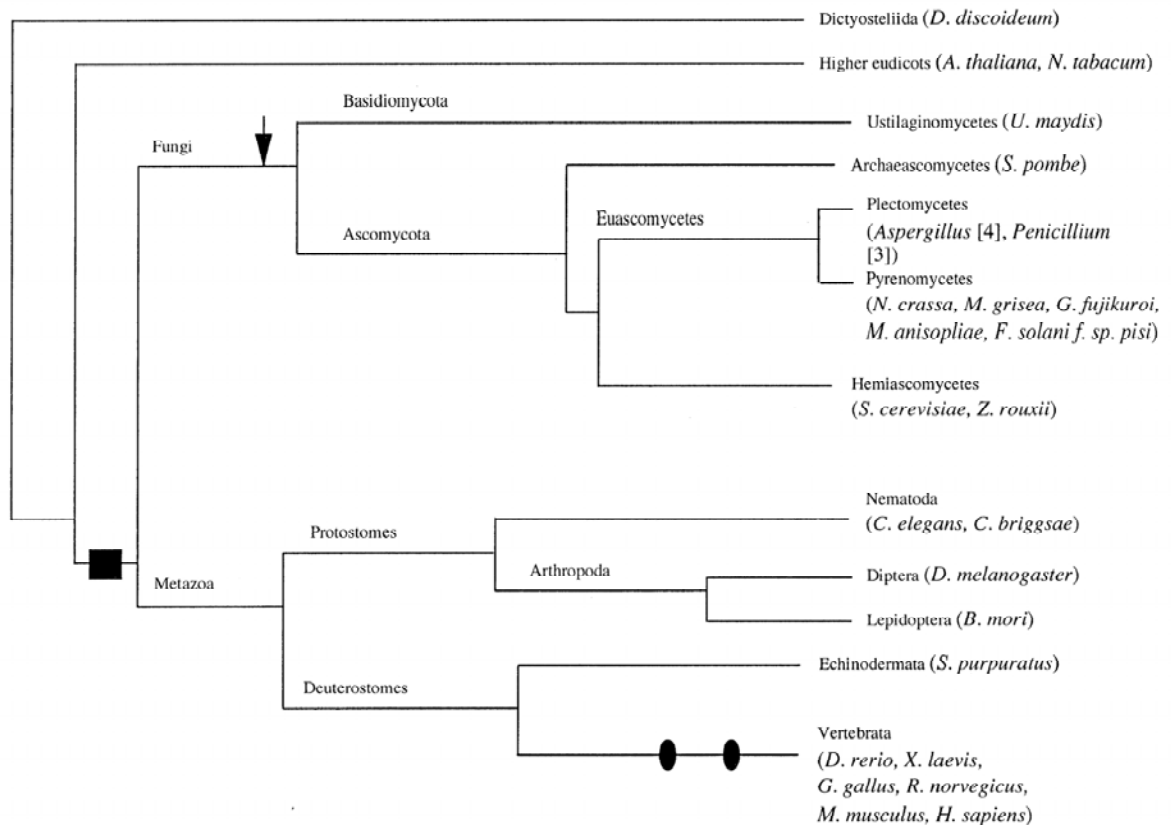 Dictyosteliida (D. discoideum)
Higher eudicots (A. thaliana, N. tabacum)
Basidiomycota
Ustilaginomycetes (U. maydis)
Fungi
Archaeascomycetes (S. pombe)
Plectomycetes
Euascomycetes
(Aspergillus [4], Penicillium
[3])
Ascomycota
Pyrenomycetes
(N. crassa, M. grisea, G. fujikuroi,
M. anisopliae, F. solani f. sp. pisi)
Hemiascomycetes
(S. cerevisiae, Z. rouxii)
Nematoda
(C. elegans, C. briggsae)
Protostomes
Arthropoda
Diptera (D. melanogaster)
Metazoa
Lepidoptera (B. mori)
Echinodermata (S. purpuratus)
Deuterostomes
Vertebrata
(D. rerio, X. laevis,
G. gallus, R. norvegicus,
M. musculus, H. sapiens)